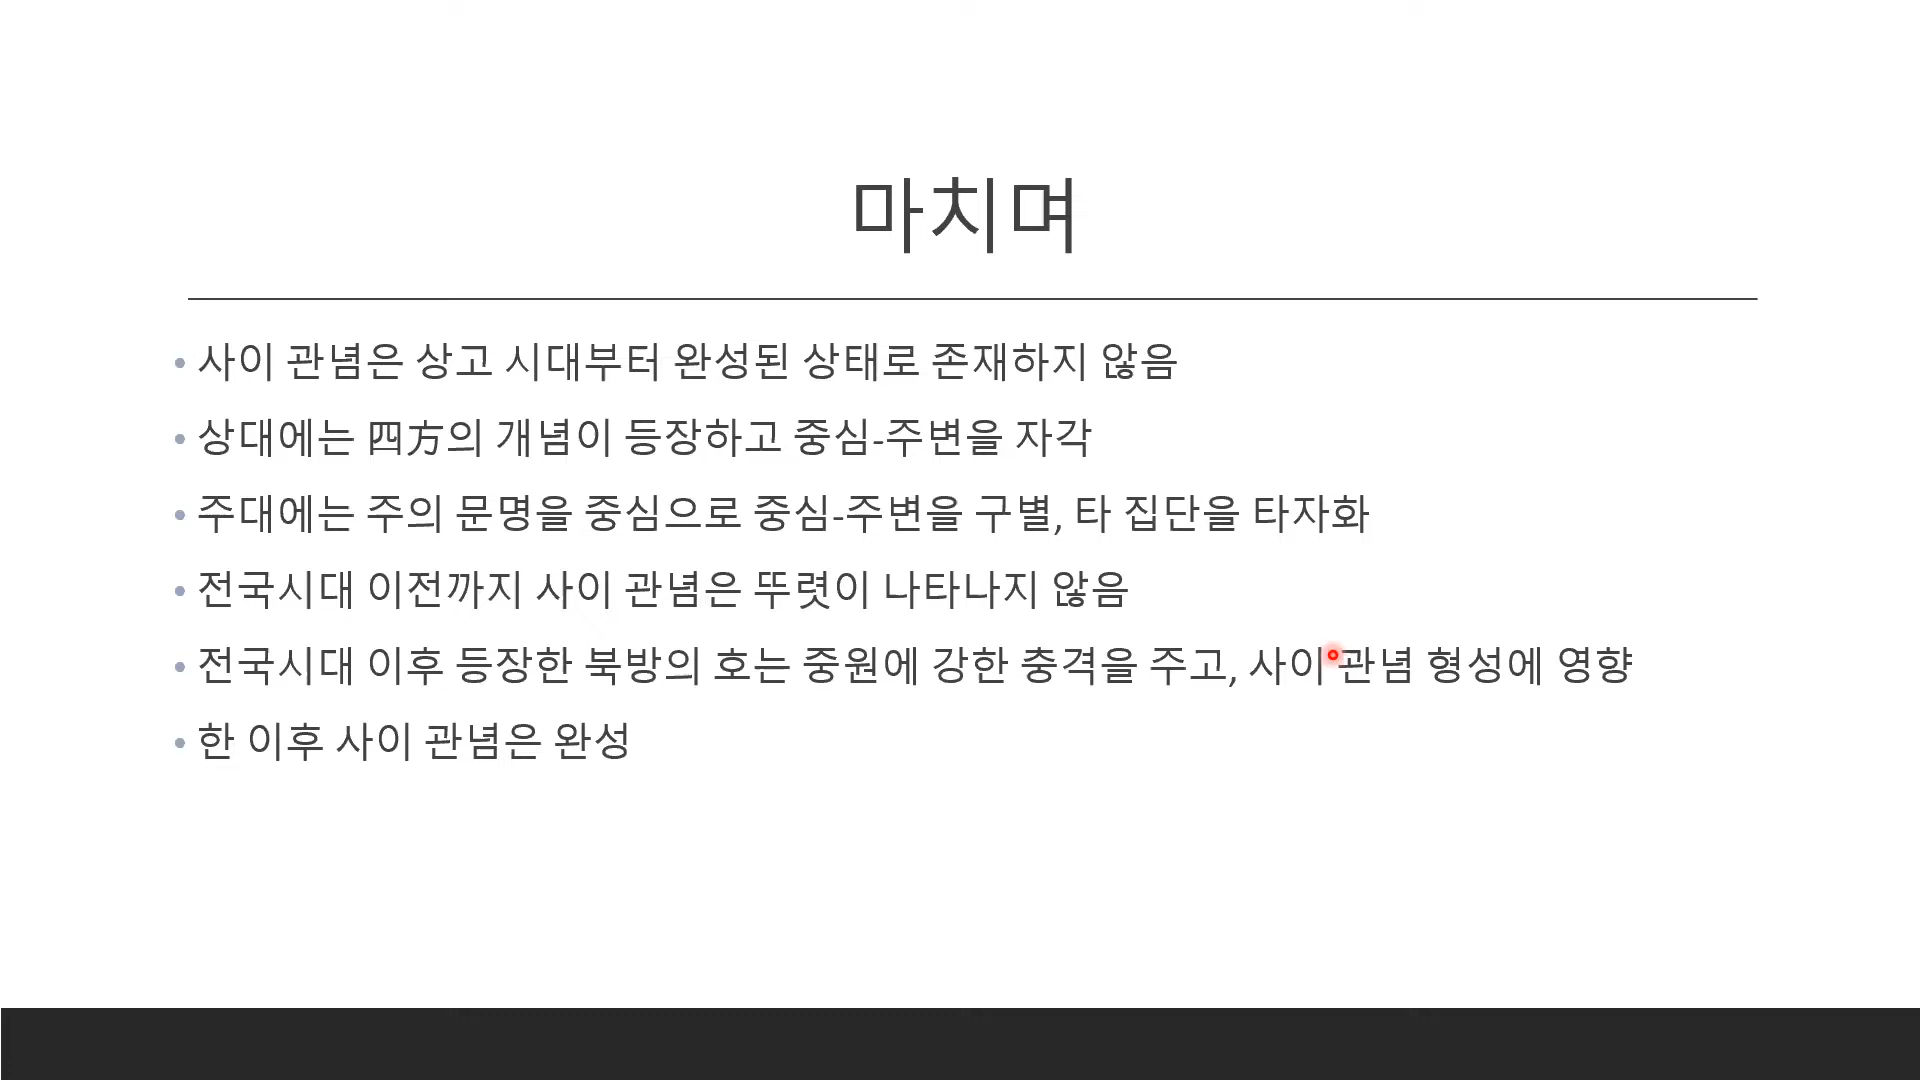 마치며
• 사이 관념은 상고 시대부터 완성된 상태로 존재하지 않음
• 상대에는 四方의 개념이 등장하고 중심-주변을 자각
• 주대에는 주의 문명을 중심으로 중심-주변을 구별, 타 집단을 타자화
• 전국시대 이전까지 사이 관념은 뚜렷이 나타나지 않음
• 전국시대 이후 등장한 북방의 호는 중원에 강한 충격을 주고, 사이 관념 형성에 영향
• 한 이후 사이 관념은 완성